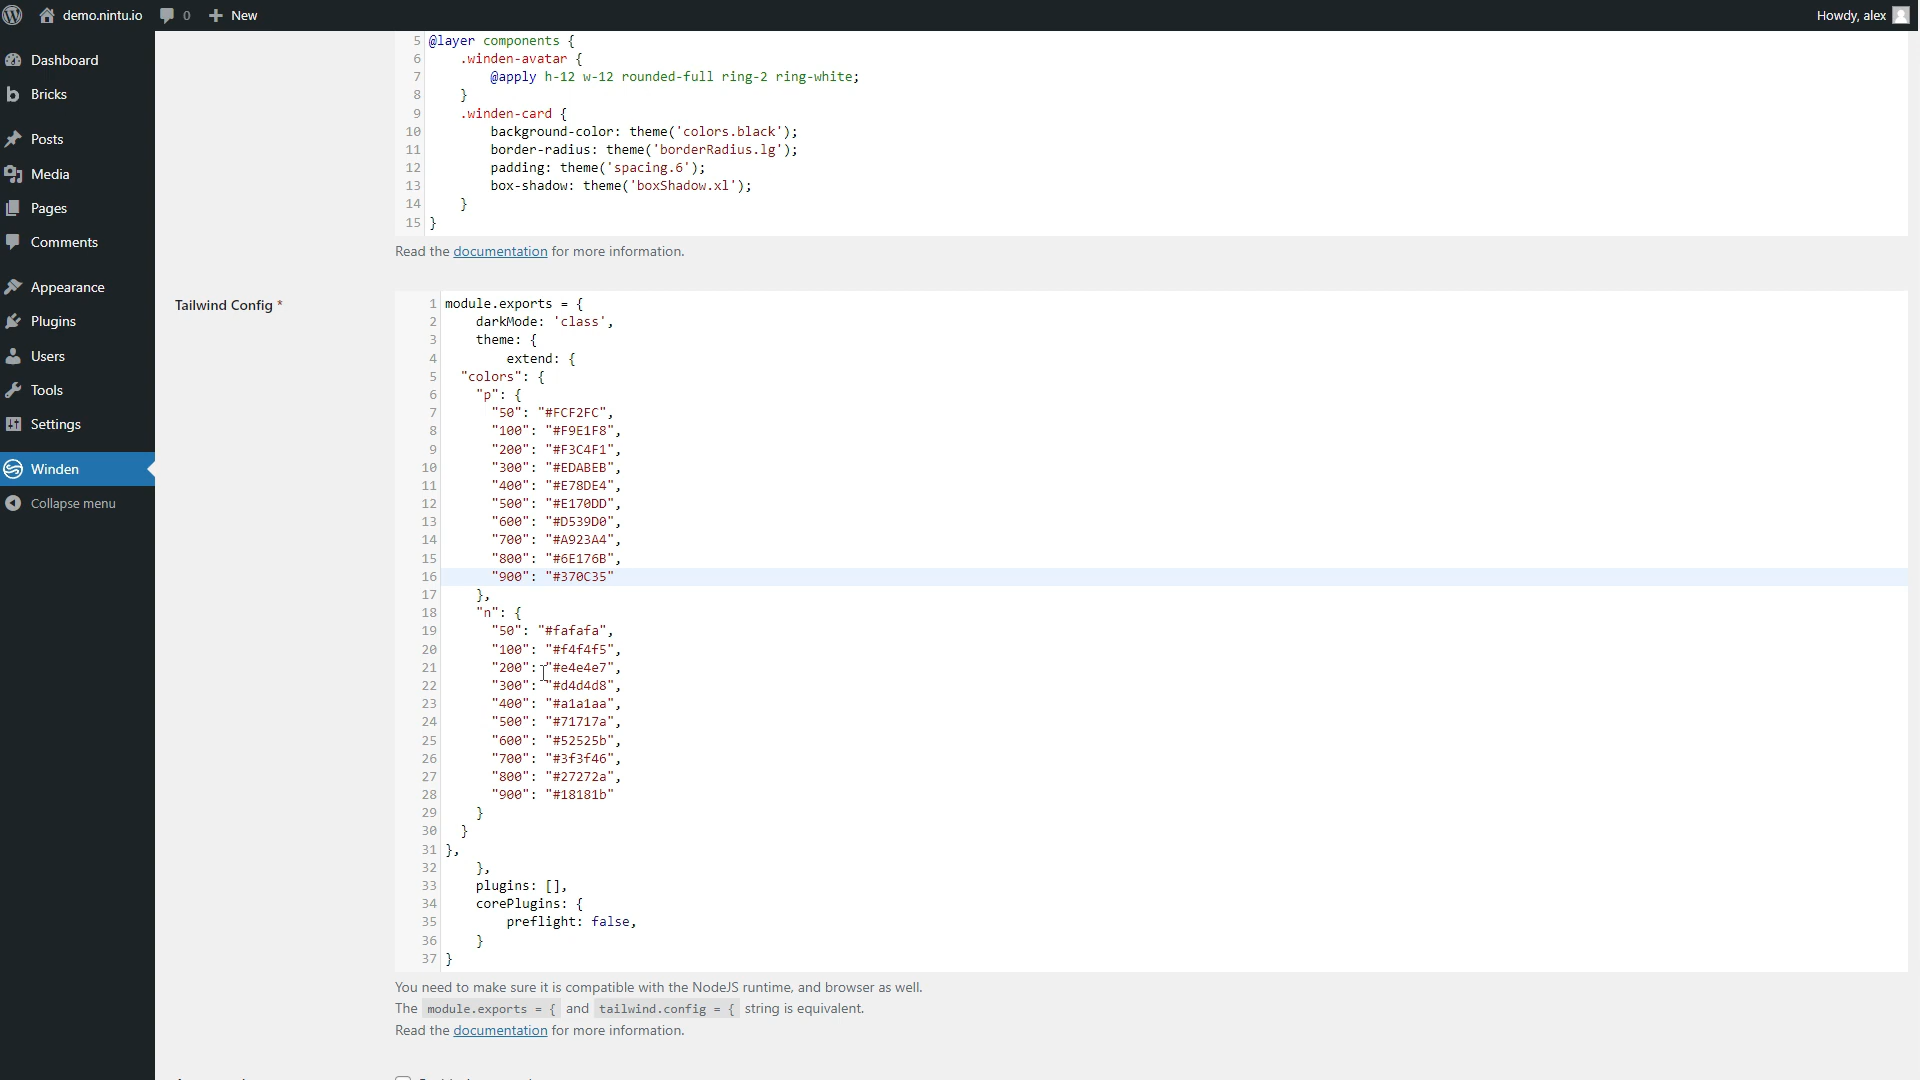 demo.nintu.io
0
New
Howdy, alex
Dashboard
Bricks
Posts
Media
Pages
Comments
Appearance
Plugins
Users
Tools
Settings
Winden
Collapse menu
5 @layer components {
6 .winden-avatar {
7 @apply h-12 w-12 rounded-full ring-2 ring-white;
8 }
9 .winden-card {
10 background-color: theme('colors.black');
11 border-radius: theme('borderRadius.lg');
12 padding: theme('spacing.6');
13 box-shadow: theme('boxShadow.xl');
14 }
15 }
Read the documentation for more information.
Tailwind Config *
1 module.exports = {
2 darkMode: 'class',
3 theme: {
4 extend: {
5 "colors": {
6 "p": {
7 "50": "#FCF2FC",
8 "100": "#F9E1F8",
9 "200": "#F3C4F1",
10 "300": "#EDABEB",
11 "400": "#E78DE4",
12 "500": "#E170DD",
13 "600": "#D539D0",
14 "700": "#A923A4",
15 "800": "#6E176B",
16 "900": "#370C35"
17 },
18 "n": {
19 "50": "#fafafa",
20 "100": "#f4f4f5",
21 "200": "#e4e4e7",
22 "300": "#d4d4d8",
23 "400": "#a1a1aa",
24 "500": "#71717a",
25 "600": "#52525b",
26 "700": "#3f3f46",
27 "800": "#27272a",
28 "900": "#18181b"
29 }
30 }
31 },
32 },
33 plugins: [],
34 corePlugins: {
35 preflight: false,
36 }
37 }
You need to make sure it is compatible with the NodeJS runtime, and browser as well.
The module.exports = { and tailwind.config = { string is equivalent.
Read the documentation for more information.